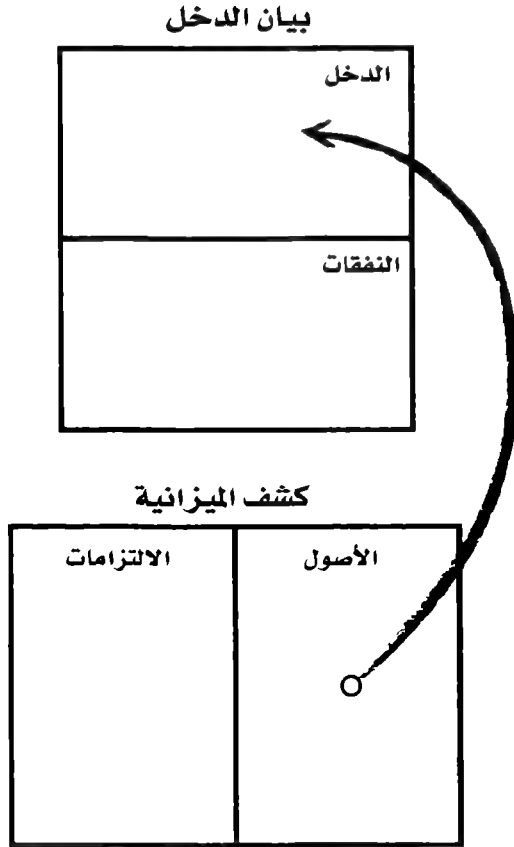 بيان الدخل
الدخل
النفقات
كشف الميزانية
الأصول
الالتزامات